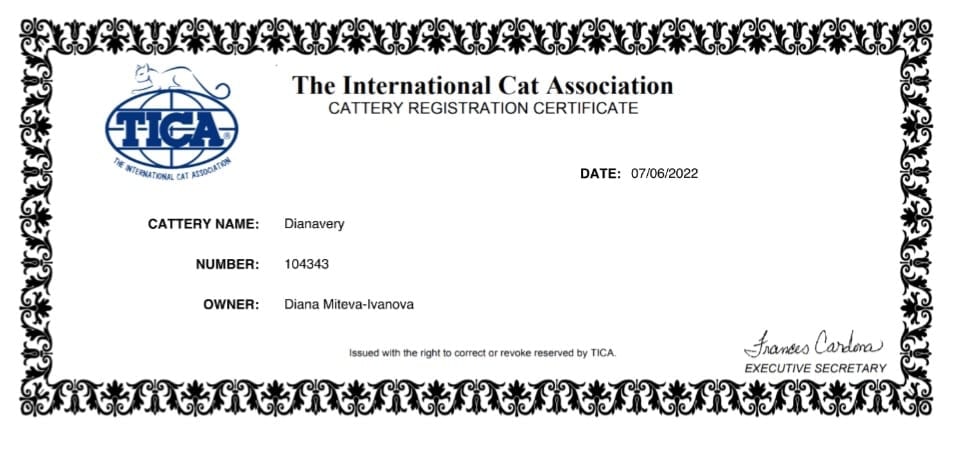 The International Cat Association
CATTERY REGISTRATION CERTIFICATE
TICA®
THE INTERNATIONAL CAT ASSOCIATION
DATE: 07/06/2022
CATTERY NAME: Dianavery
NUMBER: 104343
OWNER: Diana Miteva-Ivanova
Issued with the right to correct or revoke reserved by TICA.
Frances Cardona
EXECUTIVE SECRETARY